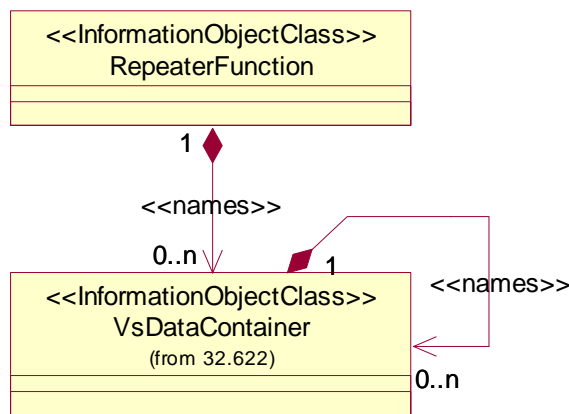 <<InformationObjectClass>>
RepeaterFunction
1
<<names>>
0..n
1
<<InformationObjectClass>>
VsDataContainer
(from 32.622)
<<names>>
0..n